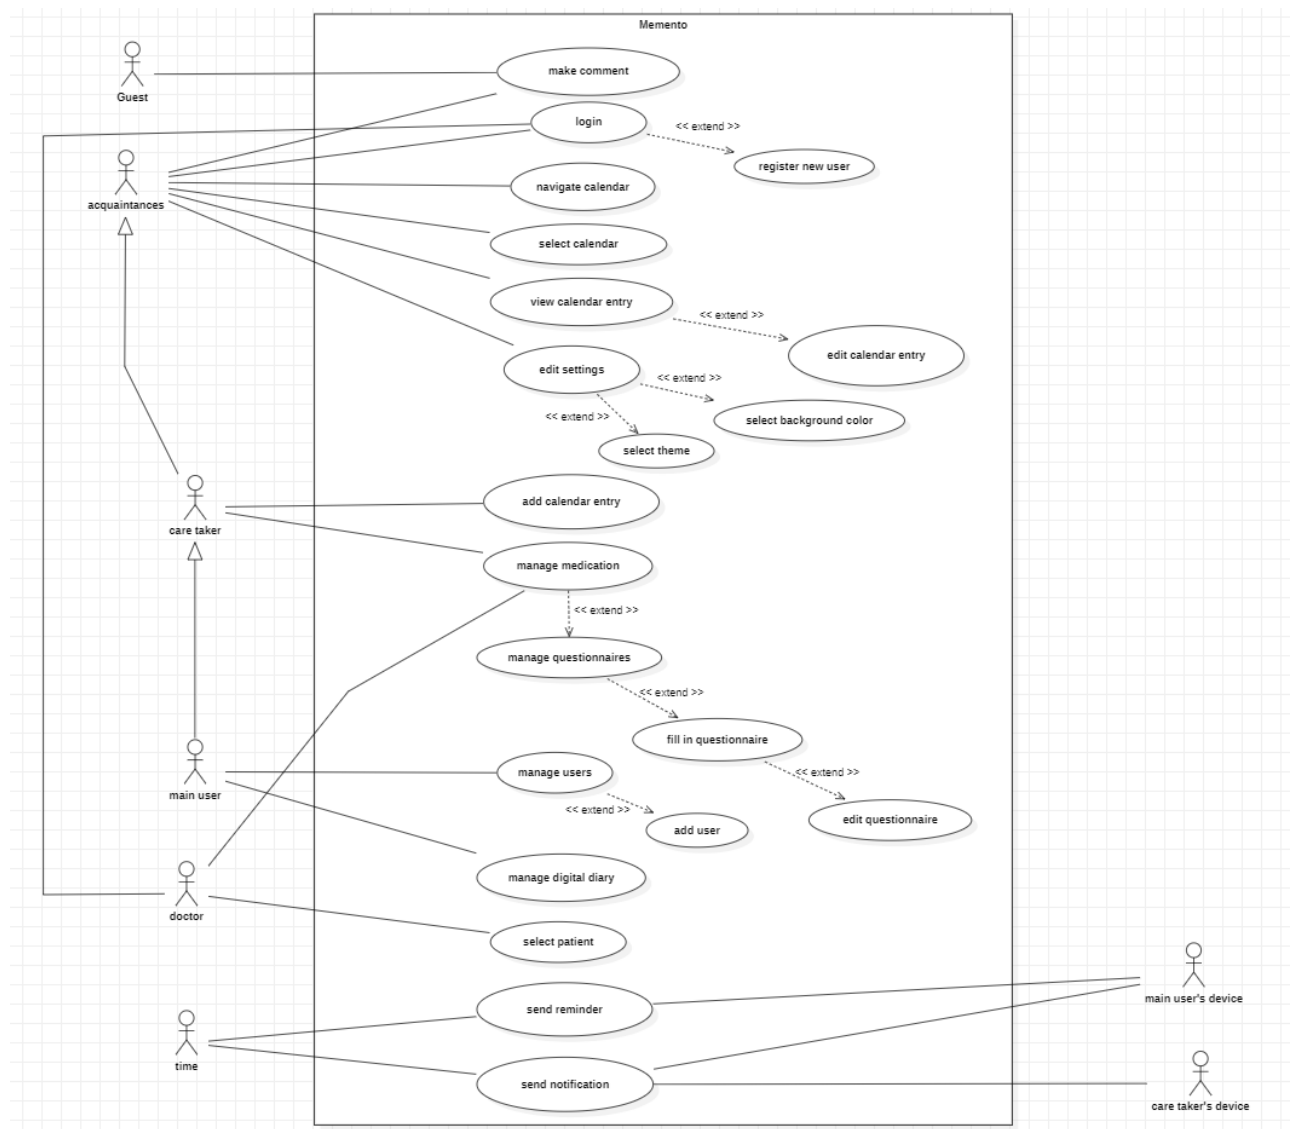 Memento
Guest
make comment
login
<< extend >>
register new user
acquaintances
navigate calendar
select calendar
view calendar entry
<< extend >>
edit calendar entry
edit settings
<< extend >>
select background color
<< extend >>
select theme
care taker
add calendar entry
manage medication
<< extend >>
manage questionnaires
<< extend >>
fill in questionnaire
main user
manage users
<< extend >>
<< extend >>
add user
edit questionnaire
manage digital diary
doctor
select patient
main user's device
send reminder
time
send notification
care taker's device